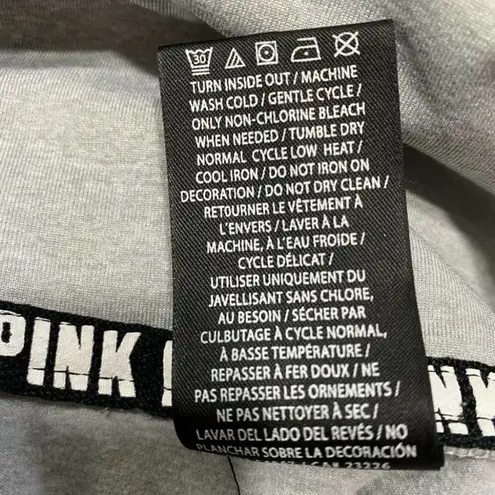 30
TURN INSIDE OUT / MACHINE
WASH COLD / GENTLE CYCLE /
ONLY NON-CHLORINE BLEACH
WHEN NEEDED / TUMBLE DRY
NORMAL CYCLE LOW HEAT /
COOL IRON / DO NOT IRON ON
DECORATION / DO NOT DRY CLEAN /
RETOURNER LE VÊTEMENT À
L'ENVERS / LAVER À LA
MACHINE, À L'EAU FROIDE /
CYCLE DÉLICAT /
UTILISER UNIQUEMENT DU
JAVELLISANT SANS CHLORE,
AU BESOIN / SÉCHER PAR
CULBUTAGE À CYCLE NORMAL,
À BASSE TEMPÉRATURE /
REPASSER À FER DOUX / NE
PAS REPASSER LES ORNEMENTS /
NE PAS NETTOYER À SEC /
LAVAR DEL LADO DEL REVÉS / NO
PLANCHAR SOBRE LA DECORACIÓN
PINK